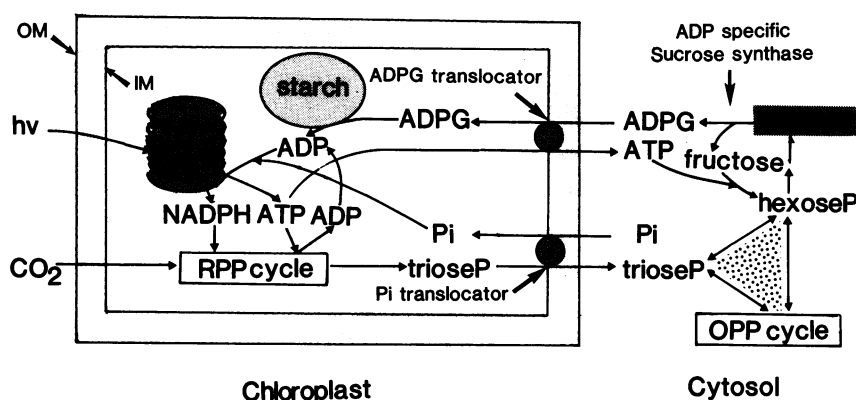 OM
ADP specific
Sucrose synthase
IM
starch
ADPG translocator
hv
ADPG
ADPG
ADP
ATP
fructose
NADPH ATP ADP
hexoseP
Pi
Pi
CO2
RPP cycle
trioseP
trioseP
Pi translocator
OPP cycle
Chloroplast
Cytosol